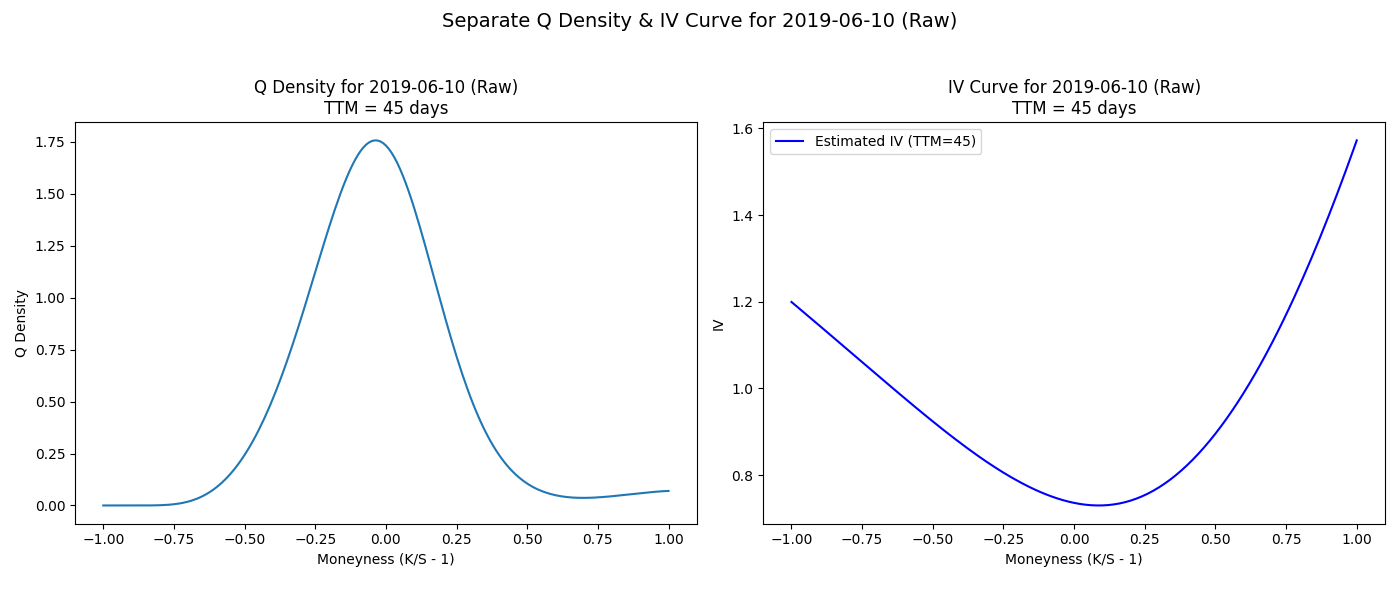 Separate Q Density & IV Curve for 2019-06-10 (Raw)
Q Density for 2019-06-10 (Raw)
TTM = 45 days
Q Density
1.75
1.50
1.25
1.00
0.75
0.50
0.25
0.00
−1.00 −0.75 −0.50 −0.25 0.00 0.25 0.50 0.75 1.00
Moneyness (K/S - 1)
IV Curve for 2019-06-10 (Raw)
TTM = 45 days
Estimated IV (TTM=45)
IV
1.6
1.4
1.2
1.0
0.8
−1.00 −0.75 −0.50 −0.25 0.00 0.25 0.50 0.75 1.00
Moneyness (K/S - 1)